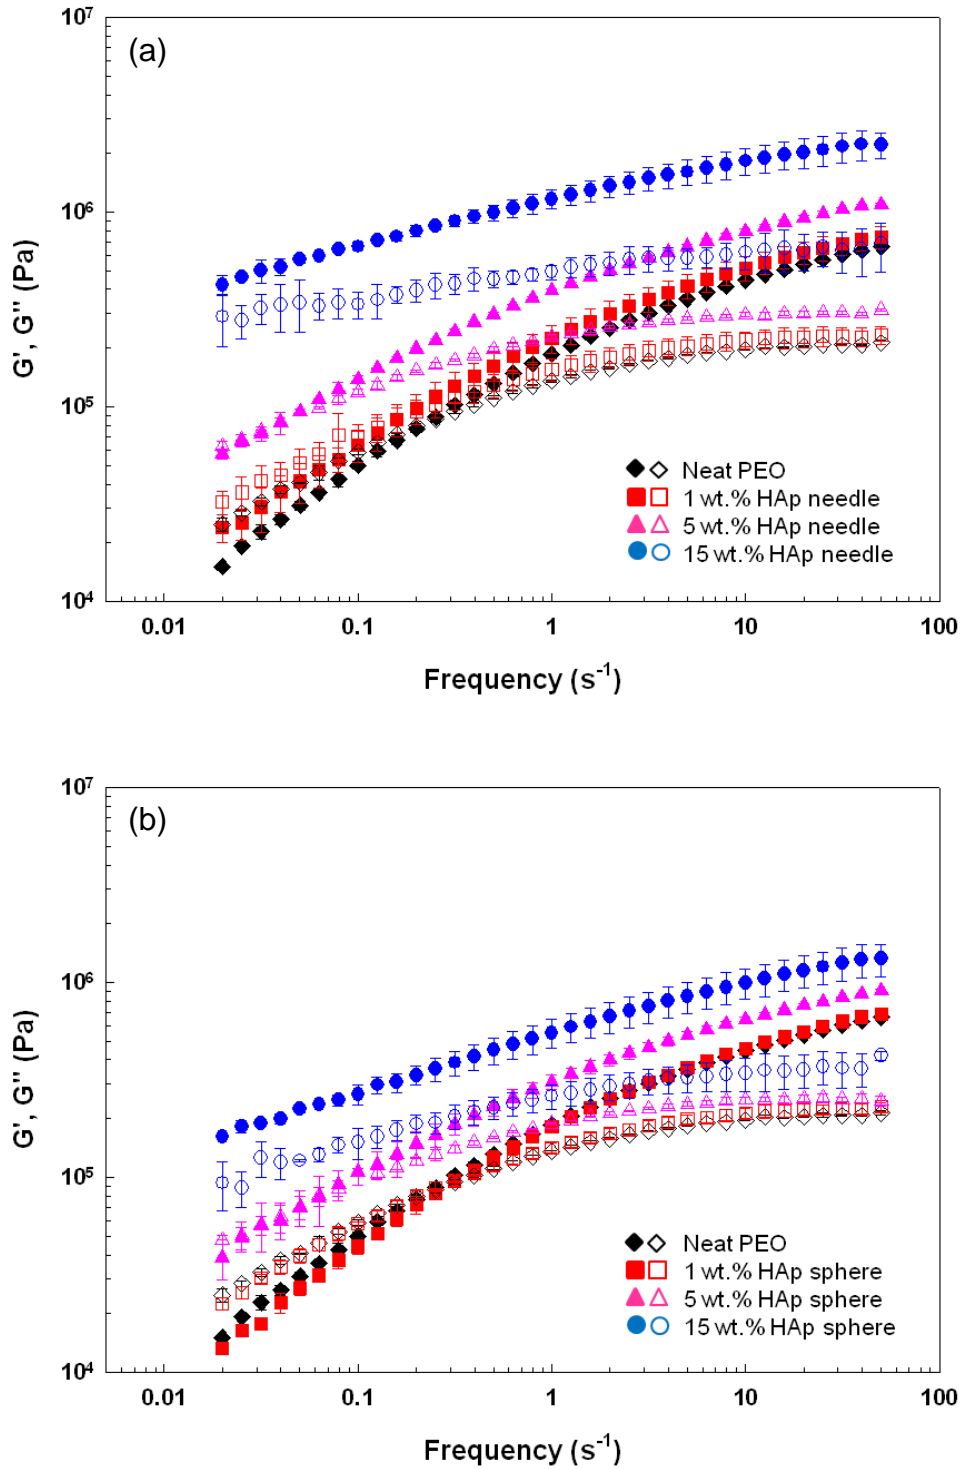 (a)
10⁷
10⁶
10⁵
10⁴
G', G'' (Pa)
Neat PEO
1 wt.% HAp needle
5 wt.% HAp needle
15 wt.% HAp needle
0.01 0.1 1 10 100
Frequency (s⁻¹)
(b)
10⁷
10⁶
10⁵
10⁴
G', G'' (Pa)
Neat PEO
1 wt.% HAp sphere
5 wt.% HAp sphere
15 wt.% HAp sphere
0.01 0.1 1 10 100
Frequency (s⁻¹)